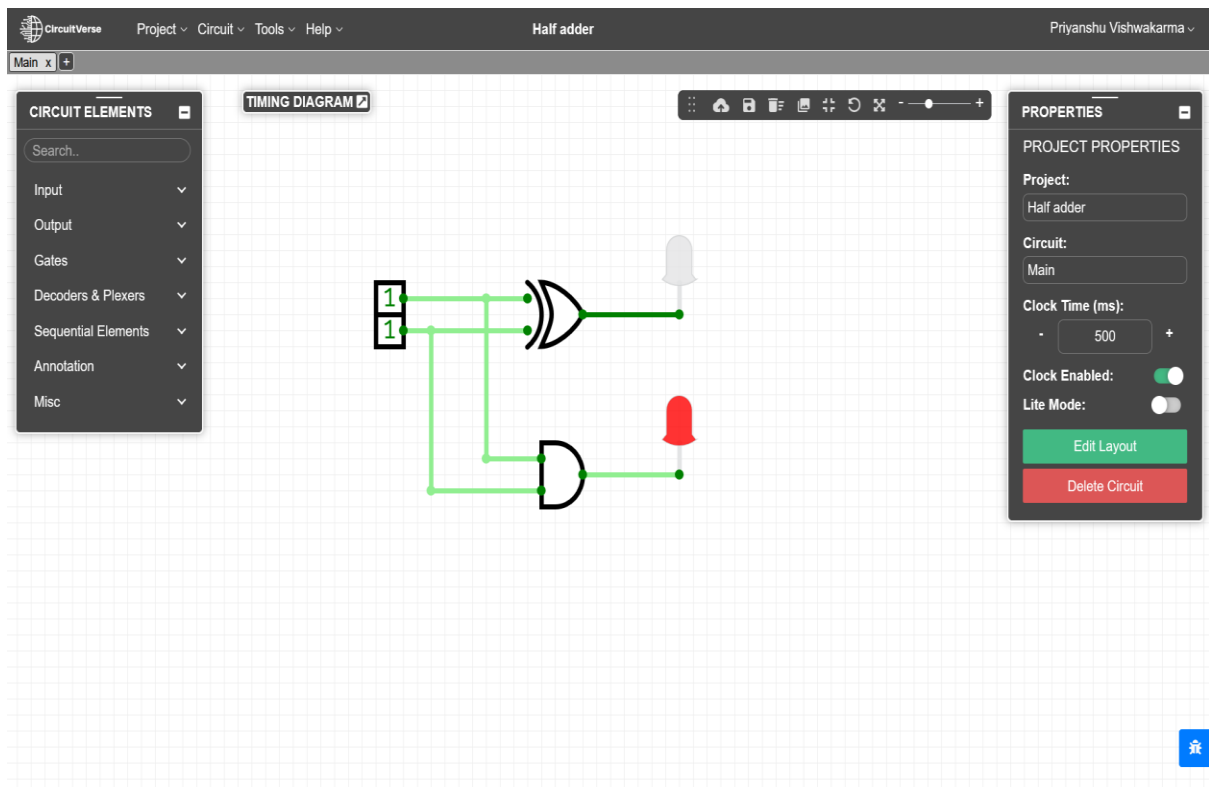 CircuitVerse Project Circuit Tools Help Half adder Priyanshu Vishwakarma
Main x +
CIRCUIT ELEMENTS
Search..
Input
Output
Gates
Decoders & Plexers
Sequential Elements
Annotation
Misc
TIMING DIAGRAM
- +
1
1
PROPERTIES
PROJECT PROPERTIES
Project:
Half adder
Circuit:
Main
Clock Time (ms):
- 500 +
Clock Enabled:
Lite Mode:
Edit Layout
Delete Circuit